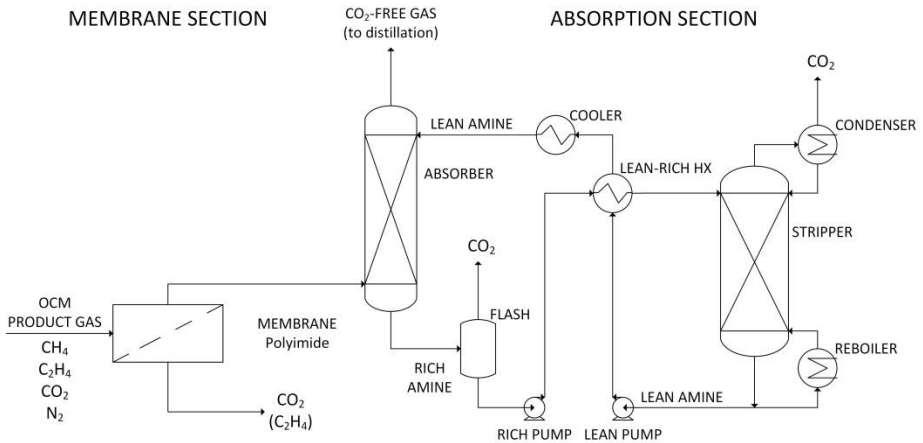 MEMBRANE SECTION
CO₂-FREE GAS
(to distillation)
ABSORPTION SECTION
CO₂
COOLER
CONDENSER
LEAN AMINE
LEAN-RICH HX
ABSORBER
STRIPPER
CO₂
OCM
PRODUCT GAS
CH₄
C₂H₄
CO₂
N₂
MEMBRANE
Polyimide
FLASH
RICH
AMINE
REBOILER
CO₂
(C₂H₄)
LEAN AMINE
RICH PUMP
LEAN PUMP